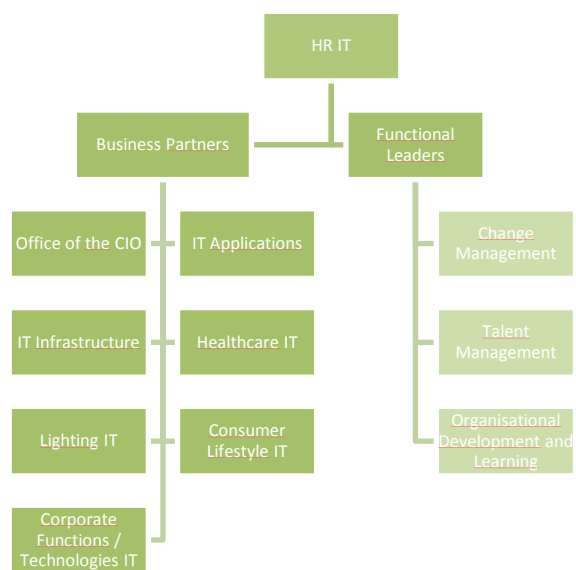 HR IT
Business Partners
Functional
Leaders
Office of the CIO
IT Applications
Change
Management
IT Infrastructure
Healthcare IT
Talent
Management
Lighting IT
Consumer
Lifestyle IT
Organisational
Development and
Learning
Corporate
Functions /
Technologies IT